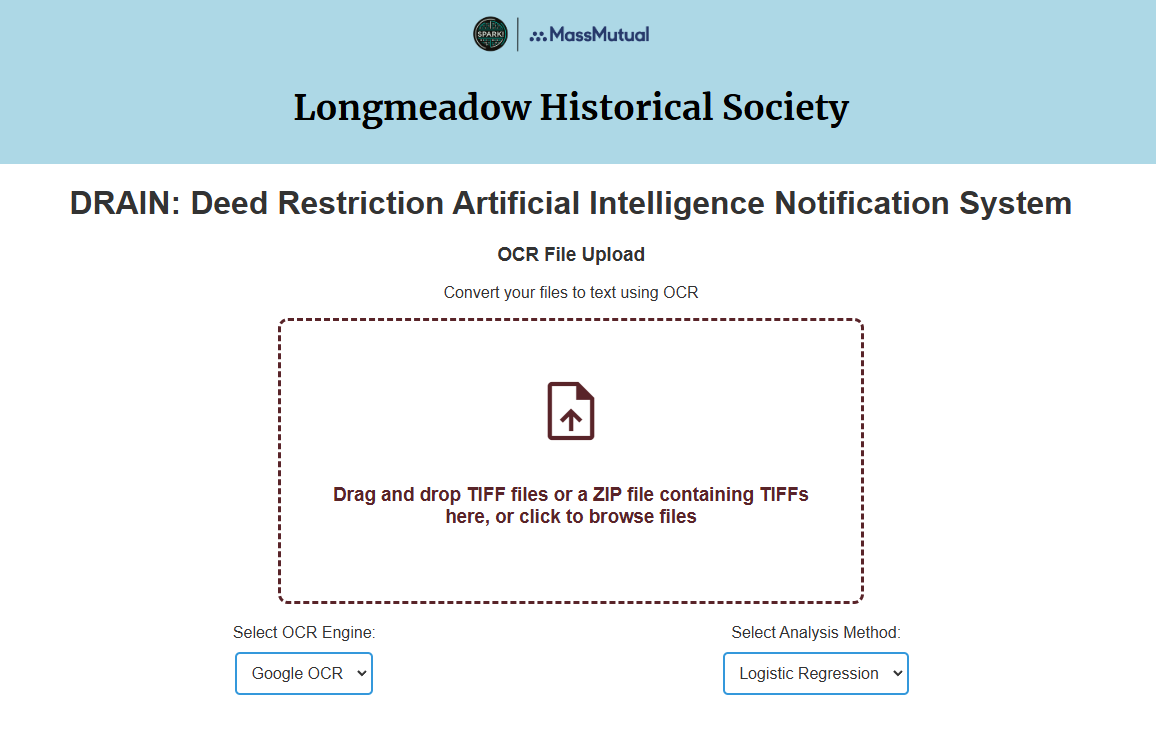 SPARK!
MassMutual
Longmeadow Historical Society
DRAIN: Deed Restriction Artificial Intelligence Notification System
OCR File Upload
Convert your files to text using OCR
Drag and drop TIFF files or a ZIP file containing TIFFs
here, or click to browse files
Select OCR Engine:
Select Analysis Method:
Google OCR
Logistic Regression